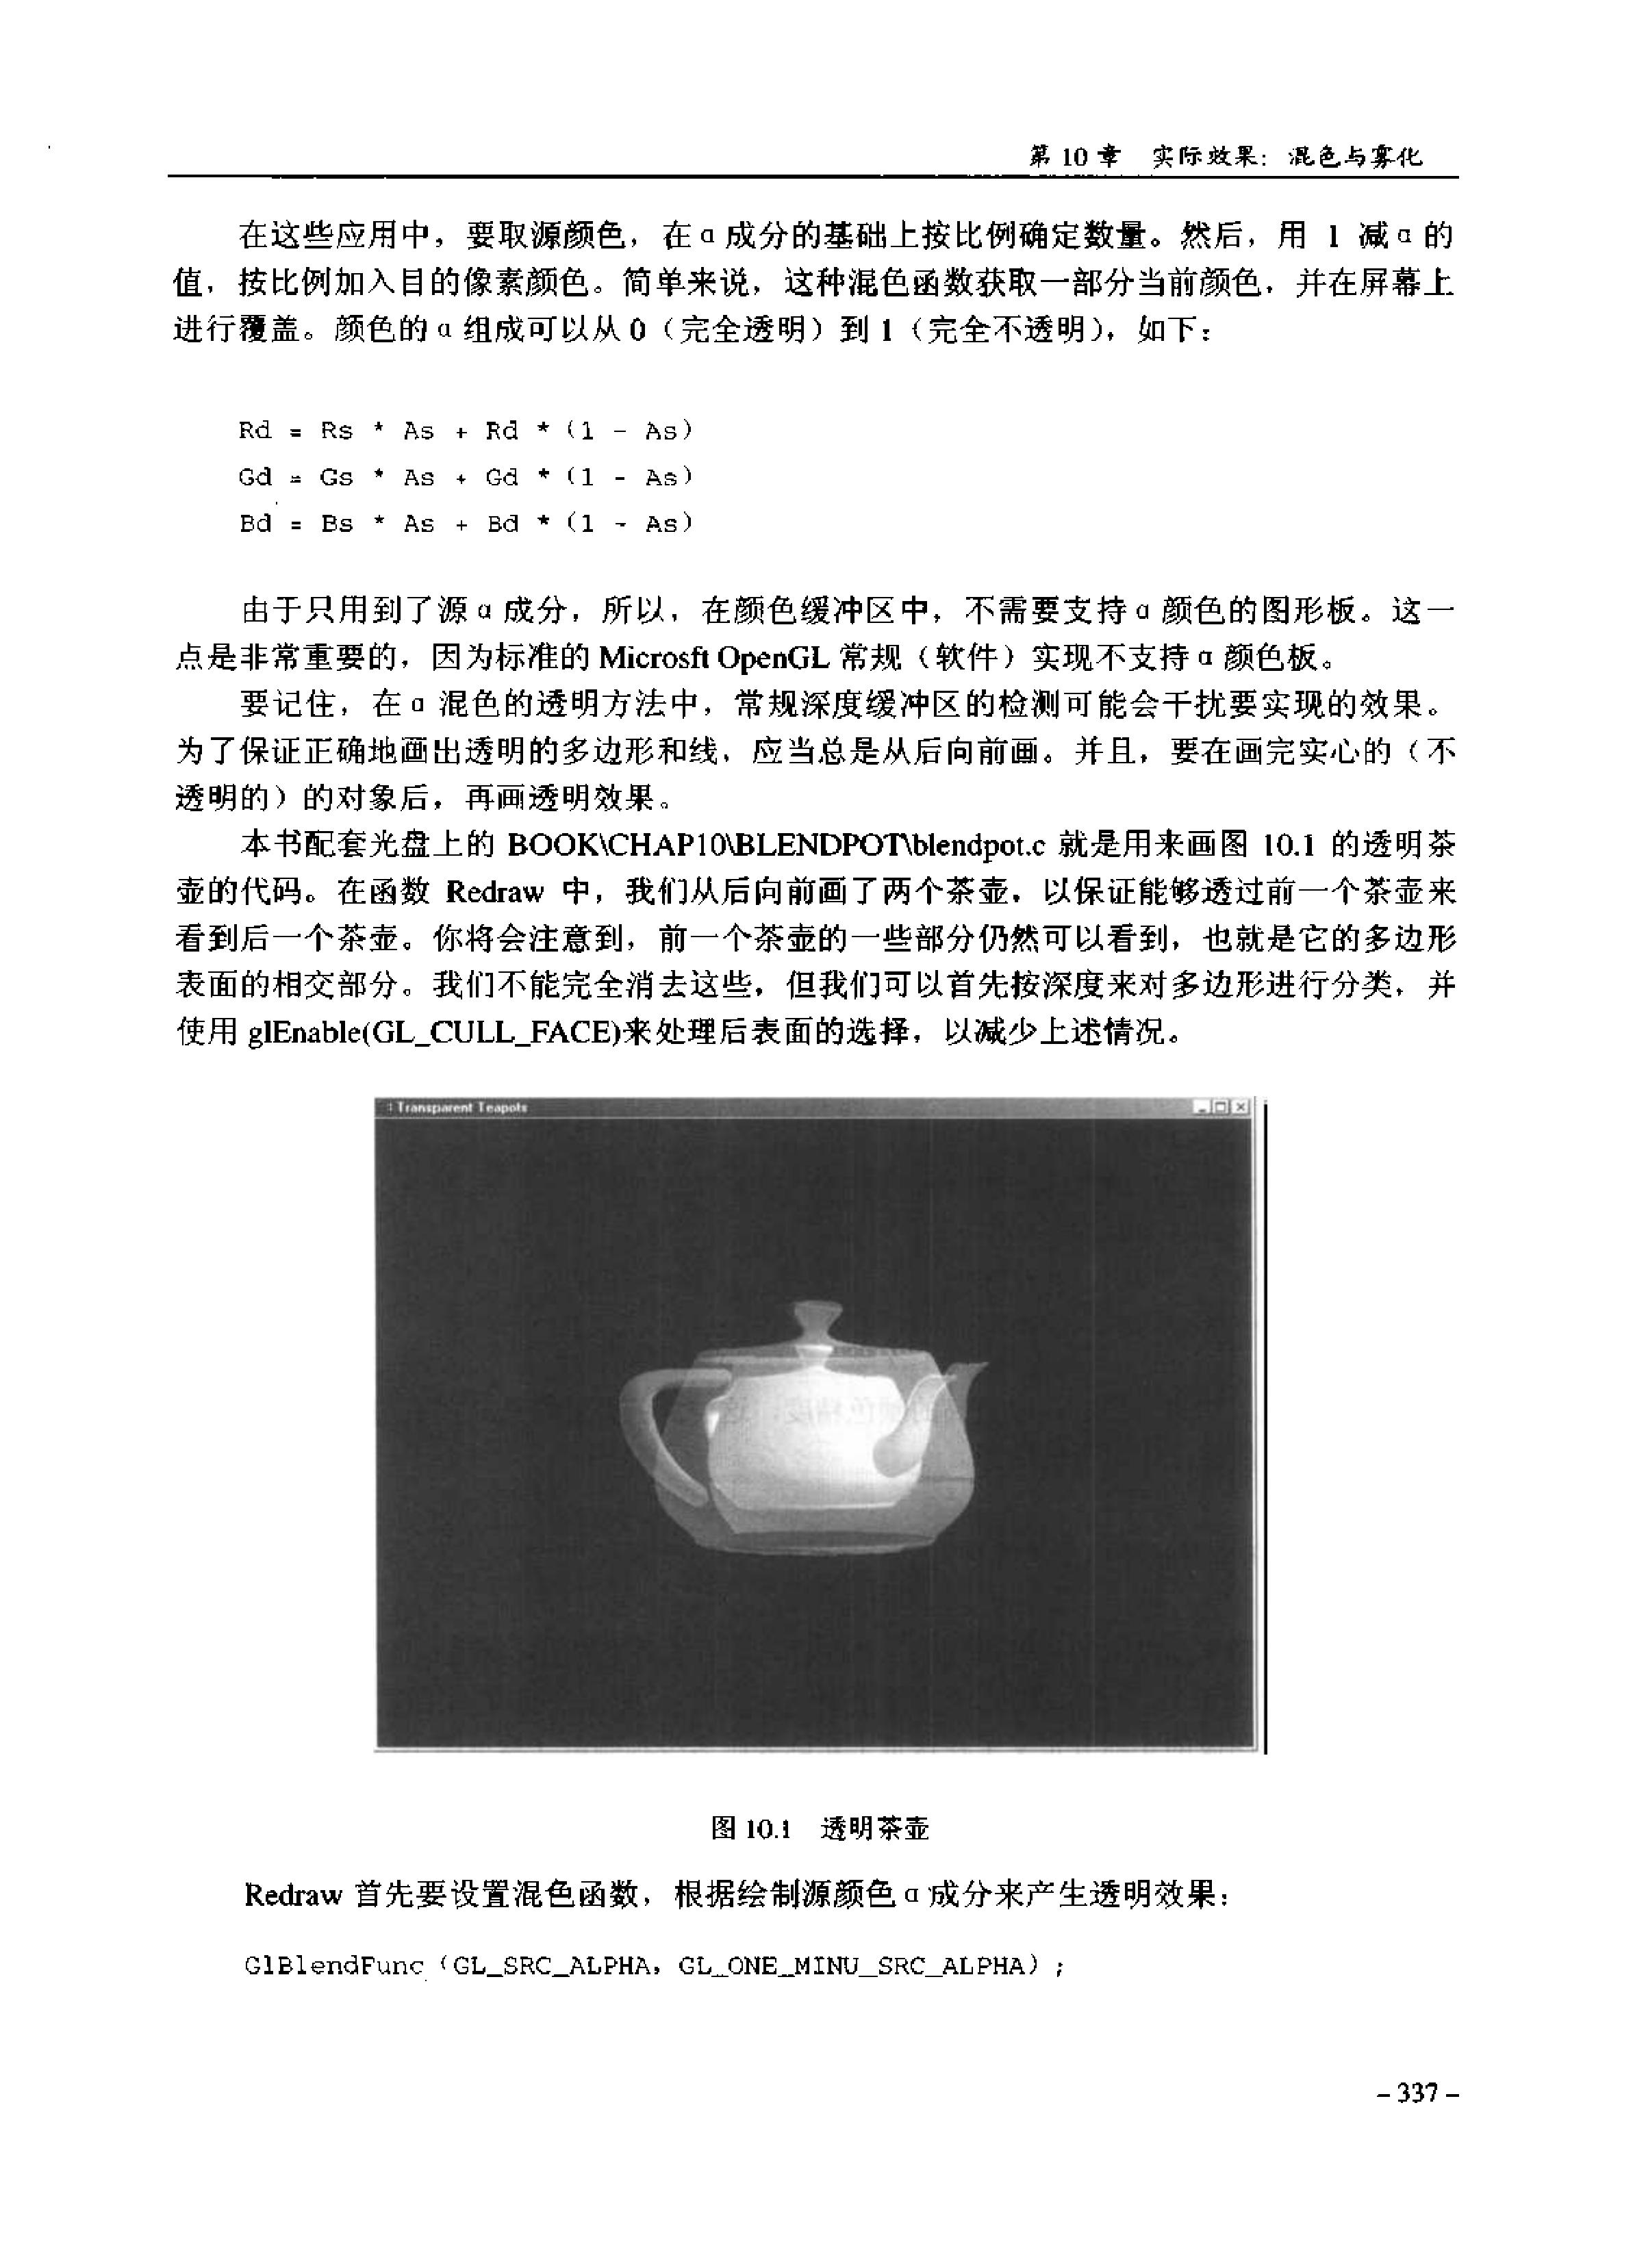 第 10 章　实际效果：混色与雾化
在这些应用中，要取源颜色，在 α 成分的基础上按比例确定数量。然后，用 1 减 α 的
值，按比例加入目的像素颜色。简单来说，这种混色函数获取一部分当前颜色，并在屏幕上
进行覆盖。颜色的 α 组成可以从 0（完全透明）到 1（完全不透明），如下：
Rd = Rs * As + Rd * (1 - As)
Gd = Gs * As + Gd * (1 - As)
Bd = Bs * As + Bd * (1 - As)
由于只用到了源 α 成分，所以，在颜色缓冲区中，不需要支持 α 颜色的图形板。这一
点是非常重要的，因为标准的 Microsft OpenGL 常规（软件）实现不支持 α 颜色板。
要记住，在 α 混色的透明方法中，常规深度缓冲区的检测可能会干扰要实现的效果。
为了保证正确地画出透明的多边形和线，应当总是从后向前画。并且，要在画完实心的（不
透明的）的对象后，再画透明效果。
本书配套光盘上的 BOOK\CHAP10\BLENDPOT\blendpot.c 就是用来画图 10.1 的透明茶
壶的代码。在函数 Redraw 中，我们从后向前画了两个茶壶，以保证能够透过前一个茶壶来
看到后一个茶壶。你将会注意到，前一个茶壶的一些部分仍然可以看到，也就是它的多边形
表面的相交部分。我们不能完全消去这些，但我们可以首先按深度来对多边形进行分类，并
使用 glEnable(GL_CULL_FACE)来处理后表面的选择，以减少上述情况。
Transparent Teapots
图 10.1　透明茶壶
Redraw 首先要设置混色函数，根据绘制源颜色 α 成分来产生透明效果：
GlBlendFunc（GL_SRC_ALPHA，GL_ONE_MINU_SRC_ALPHA）;
- 337 -